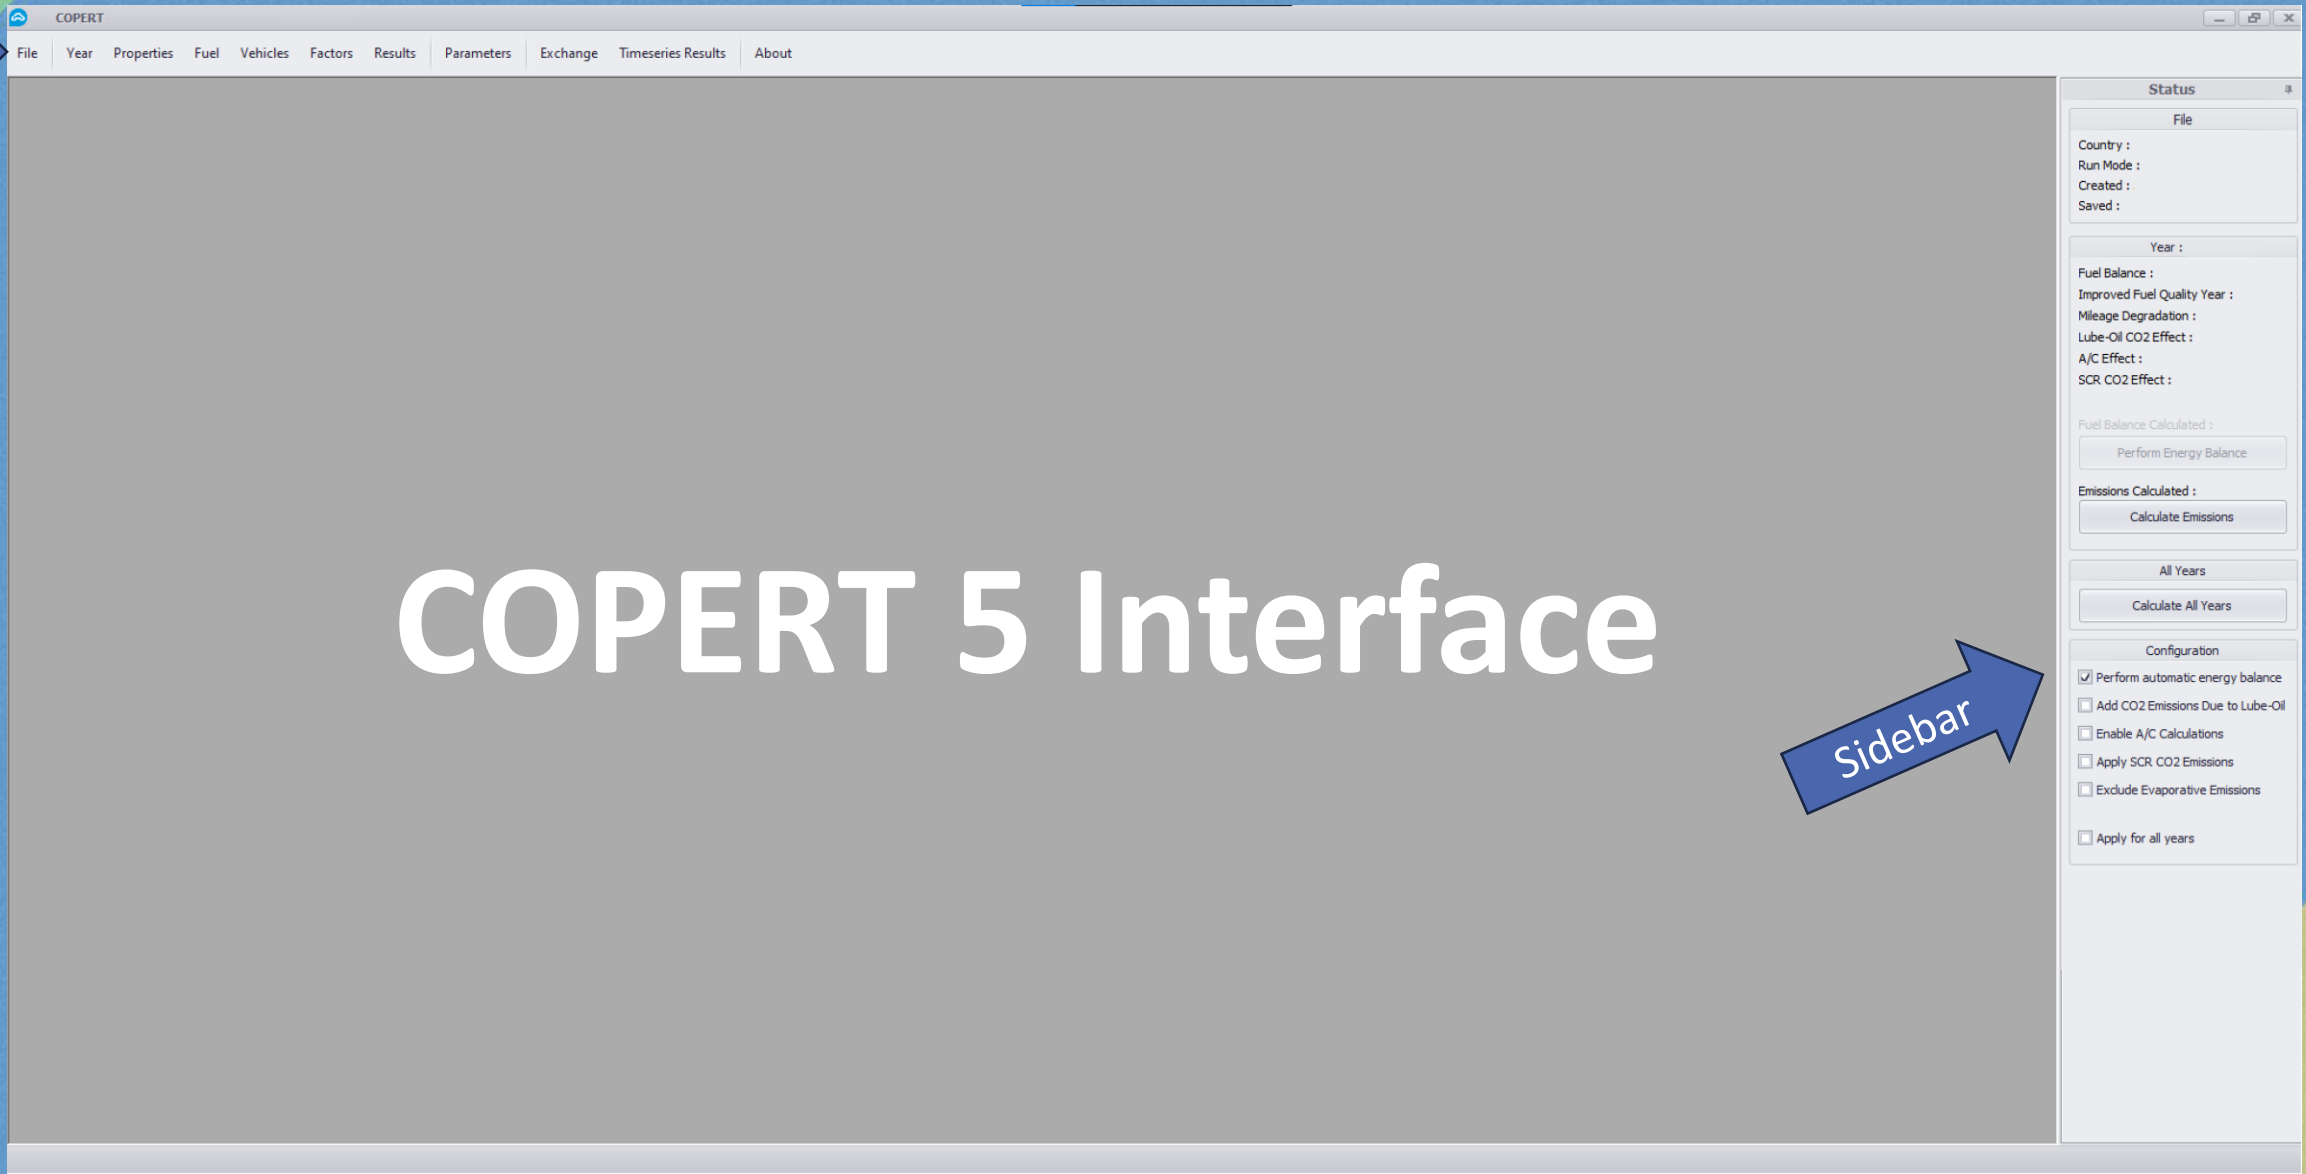 COPERT
File Year Properties Fuel Vehicles Factors Results Parameters Exchange Timeseries Results About
COPERT 5 Interface
Sidebar
Status
File
Country :
Run Mode :
Created :
Saved :
Year :
Fuel Balance :
Improved Fuel Quality Year :
Mileage Degradation :
Lube-Oil CO2 Effect :
A/C Effect :
SCR CO2 Effect :
Fuel Balance Calculated :
Perform Energy Balance
Emissions Calculated :
Calculate Emissions
All Years
Calculate All Years
Configuration
Perform automatic energy balance
Add CO2 Emissions Due to Lube-Oil
Enable A/C Calculations
Apply SCR CO2 Emissions
Exclude Evaporative Emissions
Apply for all years